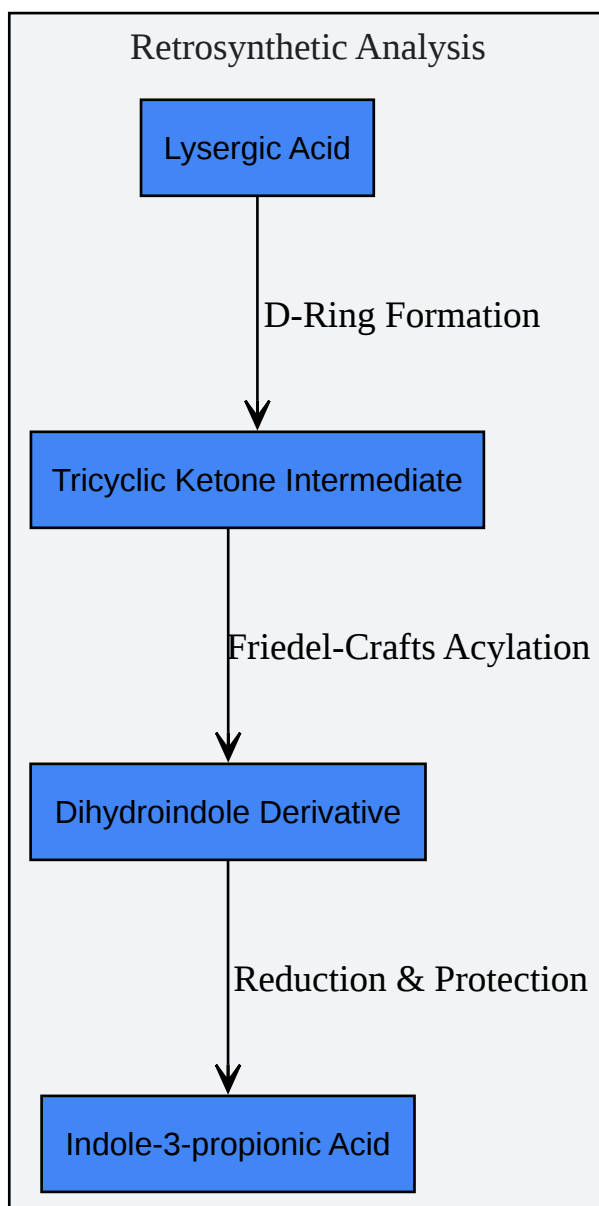 Retrosynthetic Analysis
Lysergic Acid
D-Ring Formation
Tricyclic Ketone Intermediate
Friedel-Crafts Acylation
Dihydroindole Derivative
Reduction & Protection
Indole-3-propionic Acid